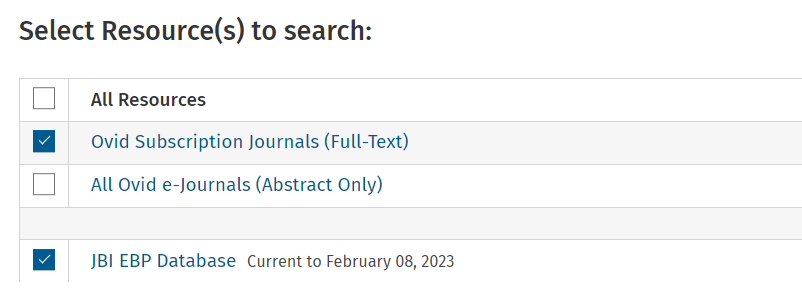 Select Resource(s) to search:
All Resources
Ovid Subscription Journals (Full-Text)
All Ovid e-Journals (Abstract Only)
JBI EBP Database Current to February 08, 2023